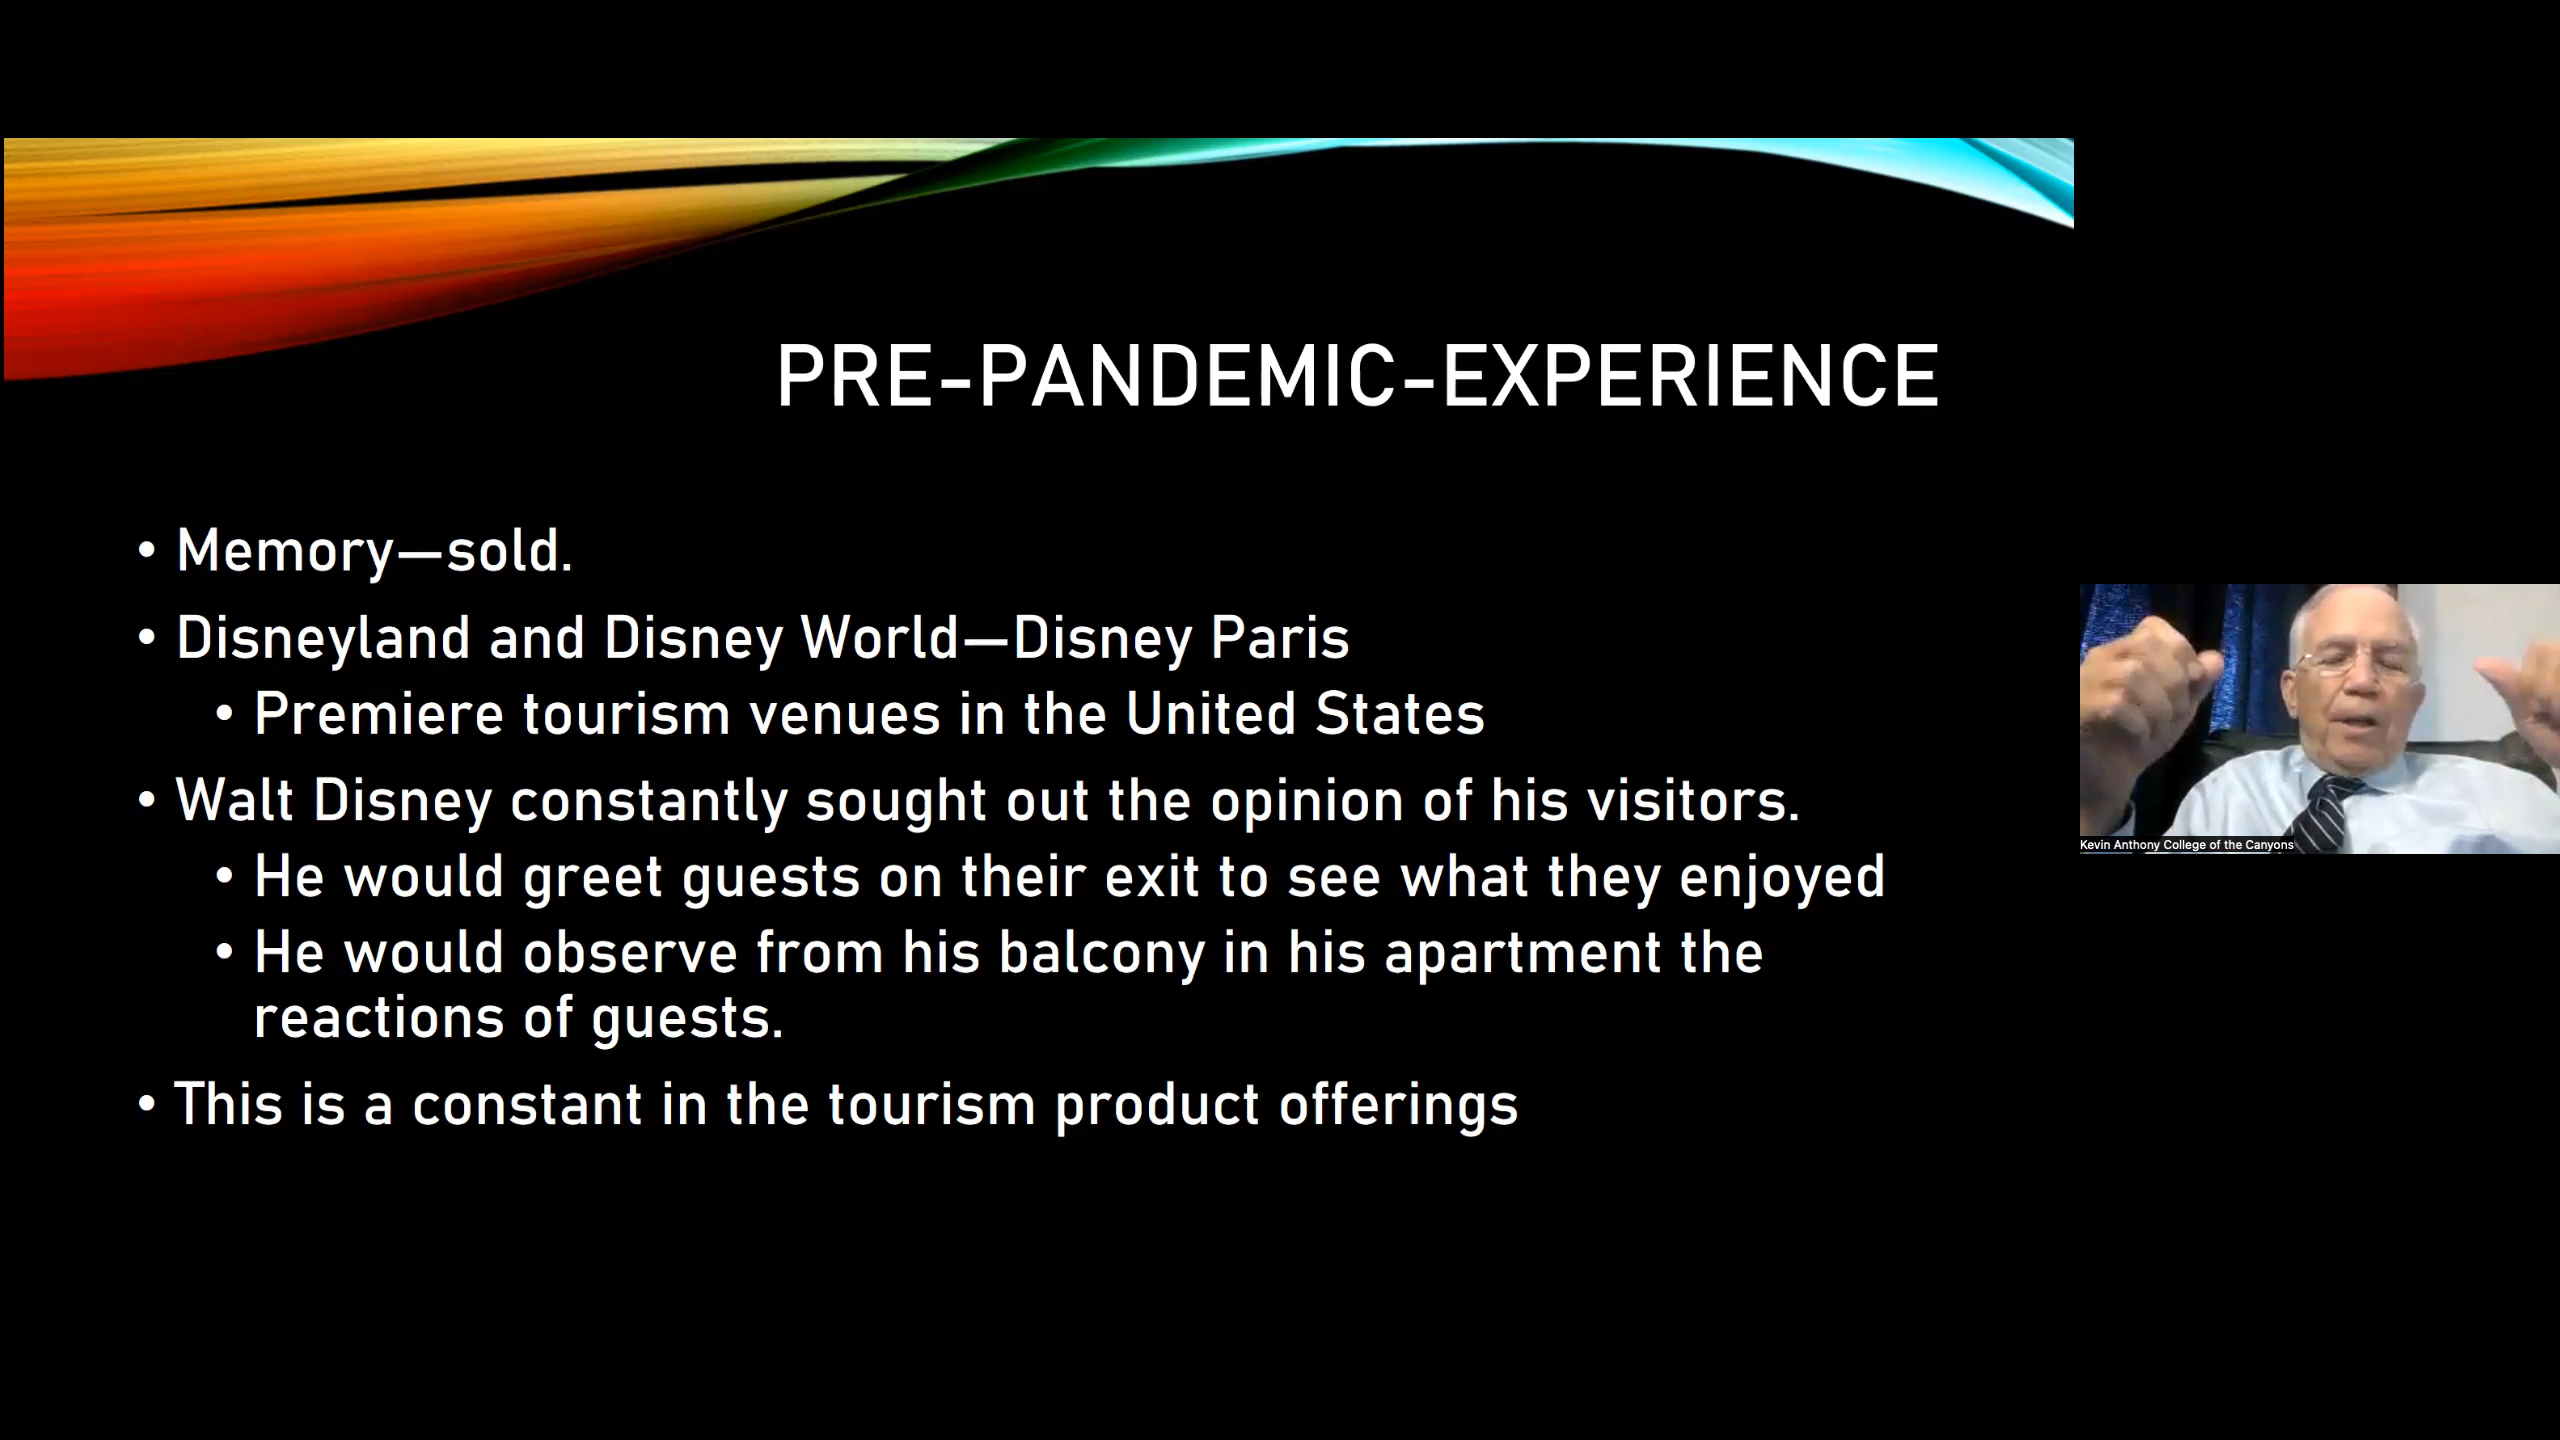 PRE-PANDEMIC-EXPERIENCE
• Memory—sold.
• Disneyland and Disney World—Disney Paris
• Premiere tourism venues in the United States
• Walt Disney constantly sought out the opinion of his visitors.
• He would greet guests on their exit to see what they enjoyed
• He would observe from his balcony in his apartment the
reactions of guests.
• This is a constant in the tourism product offerings
Kevin Anthony College of the Canyons